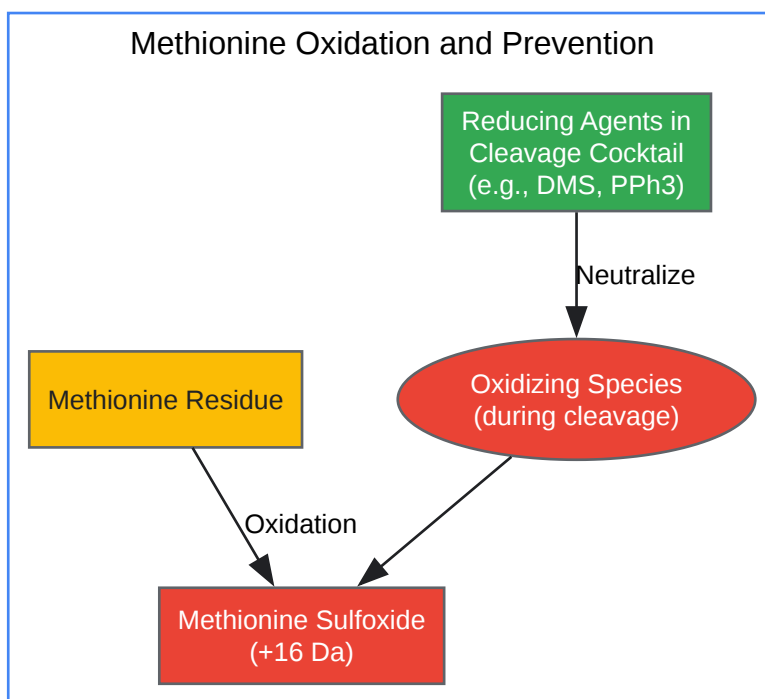 Methionine Oxidation and Prevention
Reducing Agents in
Cleavage Cocktail
(e.g., DMS, PPh3)
Neutralize
Methionine Residue
Oxidizing Species
(during cleavage)
Oxidation
Methionine Sulfoxide
(+16 Da)